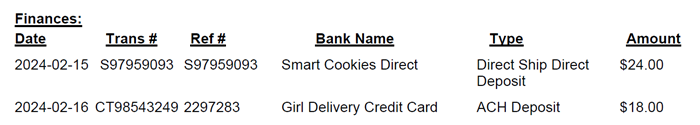 Finances:
Date Trans # Ref # Bank Name Type Amount
2024-02-15 S97959093 S97959093 Smart Cookies Direct Direct Ship Direct $24.00
Deposit
2024-02-16 CT98543249 2297283 Girl Delivery Credit Card ACH Deposit $18.00